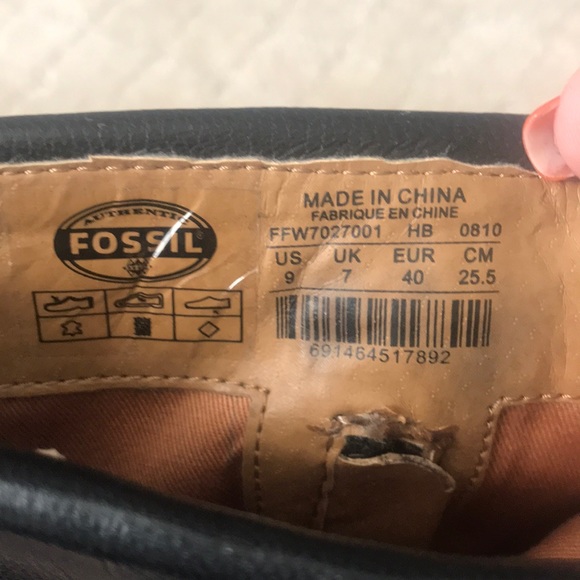 AUTHENTIC
FOSSIL
MADE IN CHINA
FABRIQUE EN CHINE
FFW7027001 HB 0810
US UK EUR CM
9 7 40 25.5
691464517892